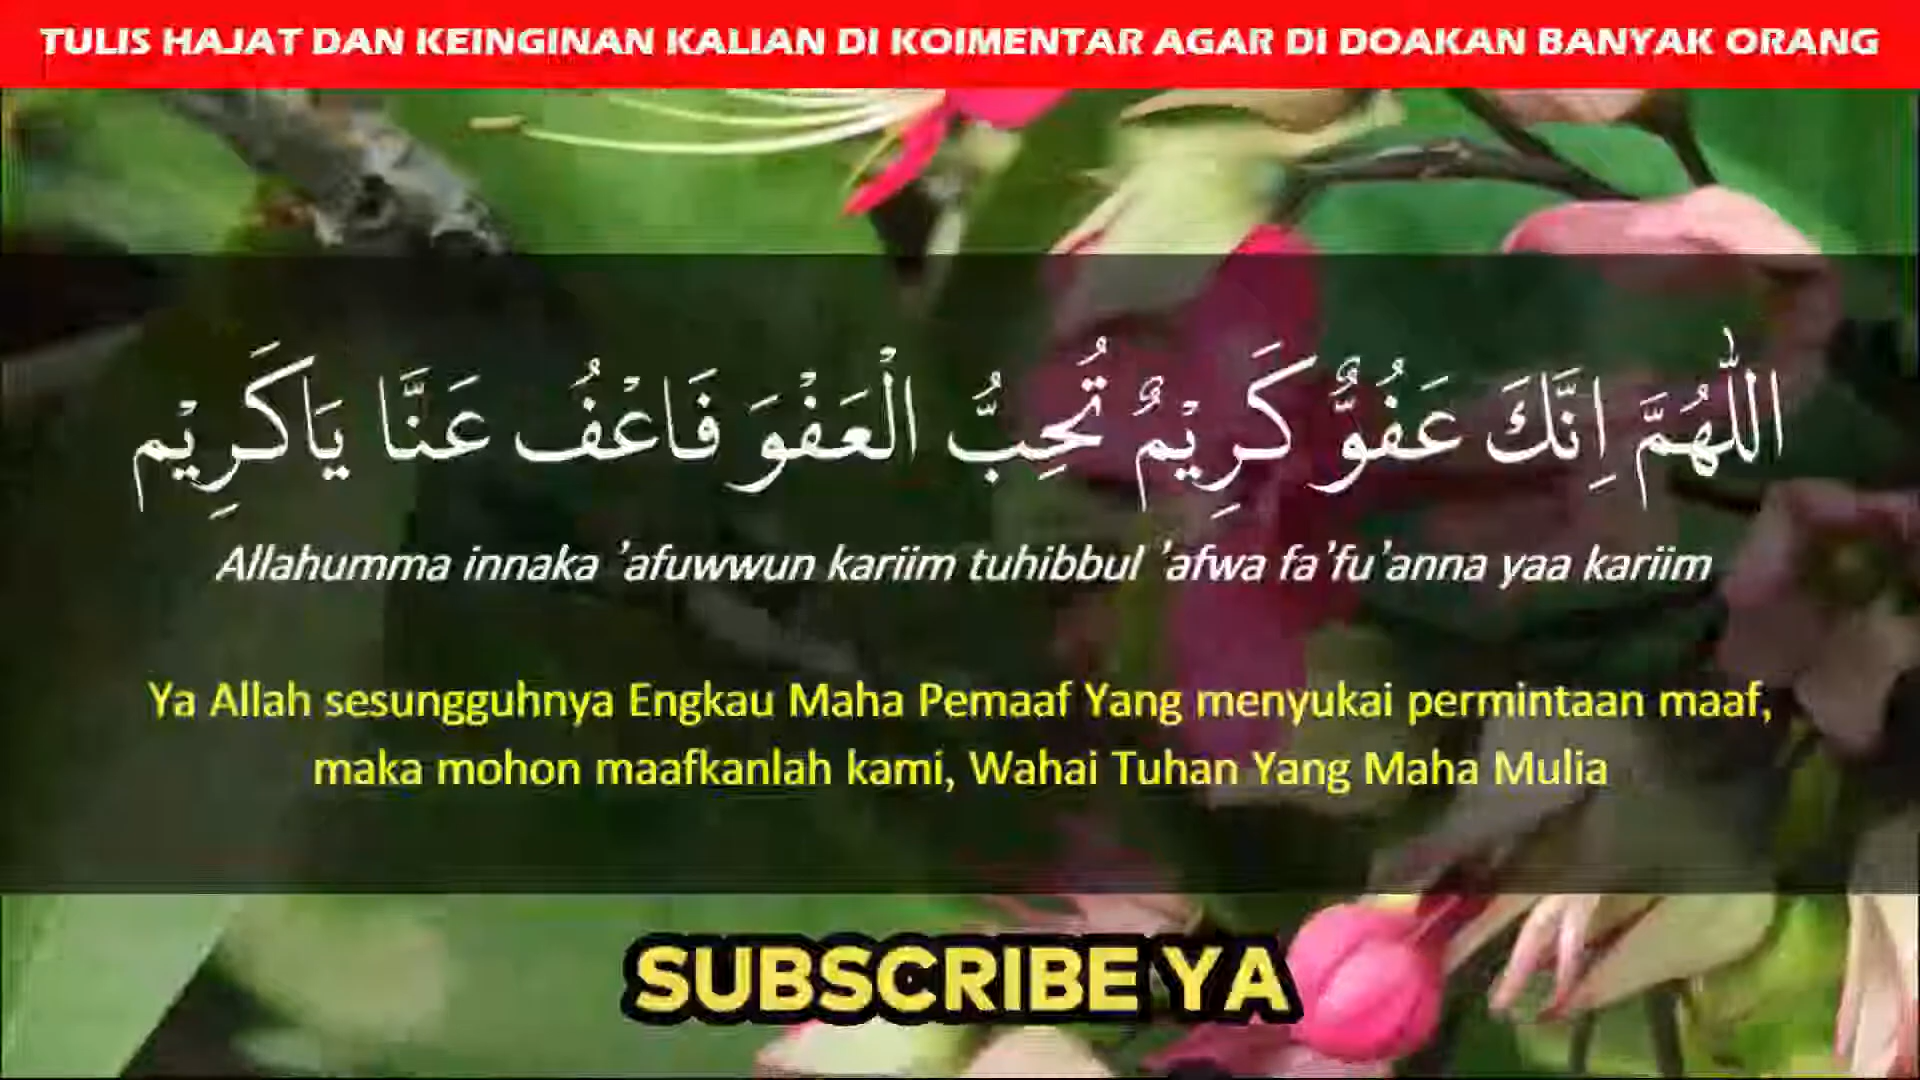 TULIS HAJAT DAN KEINGINAN KALIAN DI KOIMENTAR AGAR DI DOAKAN BANYAK ORANG
اللّٰهُمَّ اِنَّكَ عَفُوٌّ كَرِيْمٌ تُحِبُّ الْعَفْوَ فَاعْفُ عَنَّا يَاكَرِيْم
Allahumma innaka ’afuwwun kariim tuhibbul ’afwa fa’fu’anna yaa kariim
Ya Allah sesungguhnya Engkau Maha Pemaaf Yang menyukai permintaan maaf,
maka mohon maafkanlah kami, Wahai Tuhan Yang Maha Mulia
SUBSCRIBE YA